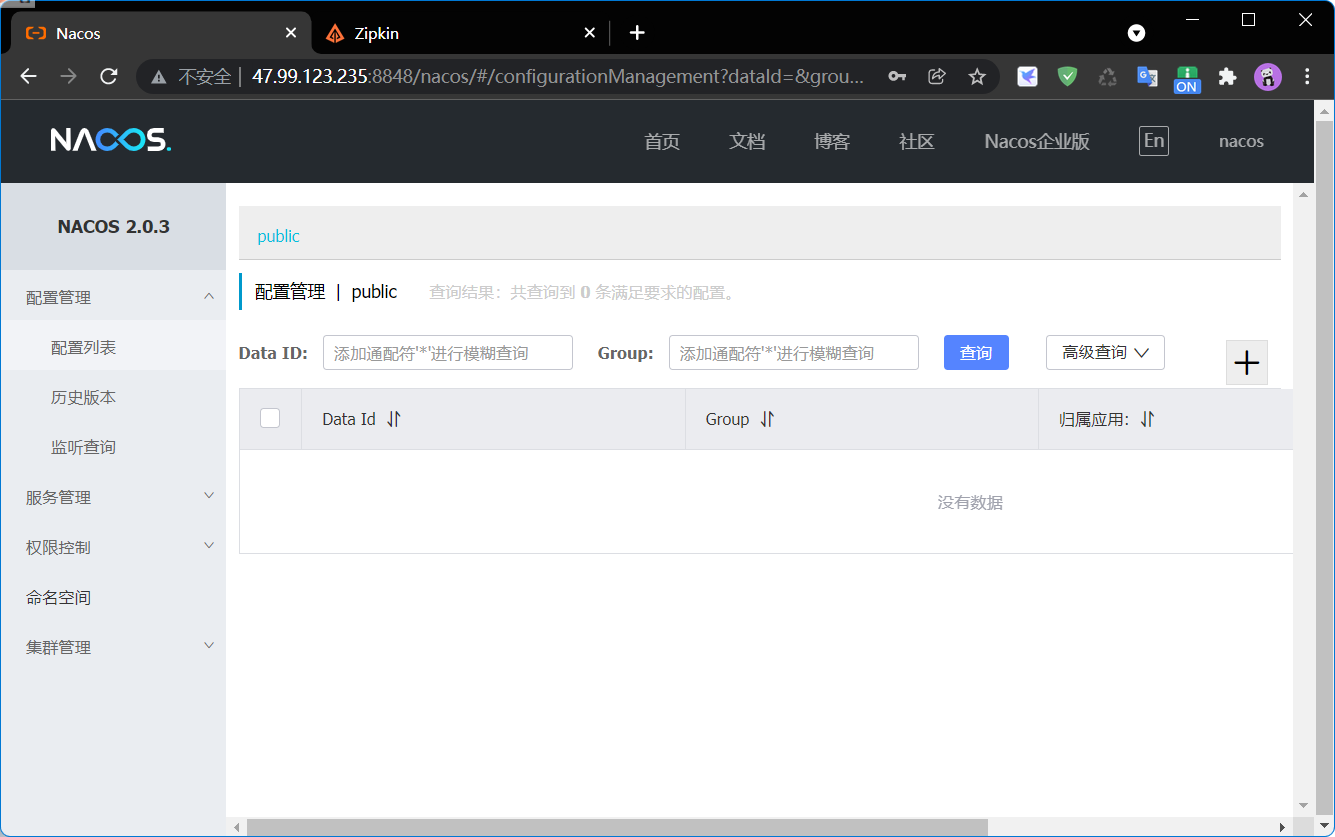 Nacos
Zipkin
不安全 47.99.123.235:8848/nacos/#/configurationManagement?dataId=&grou...
ON
NACOS.
首页 文档 博客 社区 Nacos企业版 En nacos
NACOS 2.0.3
配置管理
配置列表
历史版本
监听查询
服务管理
权限控制
命名空间
集群管理
public
配置管理 | public 查询结果：共查询到 0 条满足要求的配置。
Data ID: 添加通配符'*'进行模糊查询 Group: 添加通配符'*'进行模糊查询 查询 高级查询
Data Id Group 归属应用:
没有数据